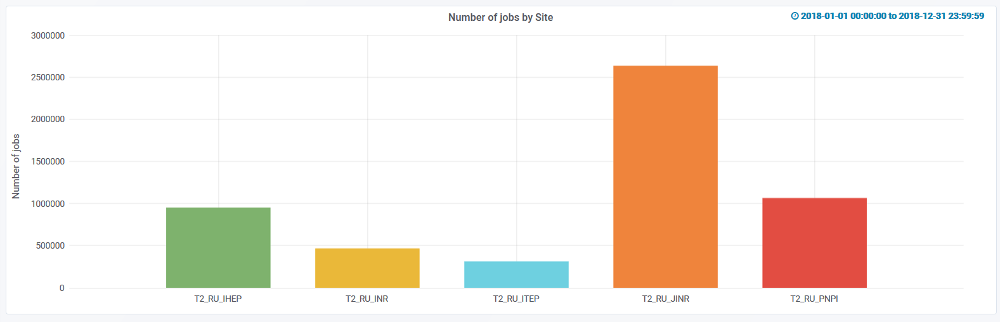 Number of jobs by Site
2018-01-01 00:00:00 to 2018-12-31 23:59:59
Number of jobs
3000000
2500000
2000000
1500000
1000000
500000
0
T2_RU_IHEP
T2_RU_INR
T2_RU_ITEP
T2_RU_JINR
T2_RU_PNPI